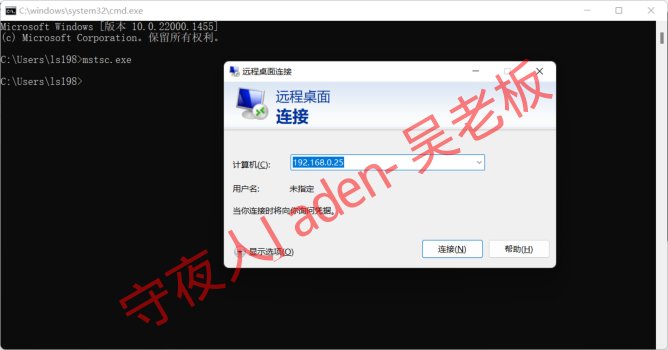 C:\windows\system32\cmd.exe
Microsoft Windows [版本 10.0.22000.1455]
(c) Microsoft Corporation。保留所有权利。
C:\Users\ls198>mstsc.exe
C:\Users\ls198>
远程桌面连接
远程桌面
连接
计算机(C):
192.168.0.25
用户名:
未指定
当你连接时将向你询问凭据。
显示选项(O)
连接(N)
帮助(H)
守夜人Jaden-吴老板